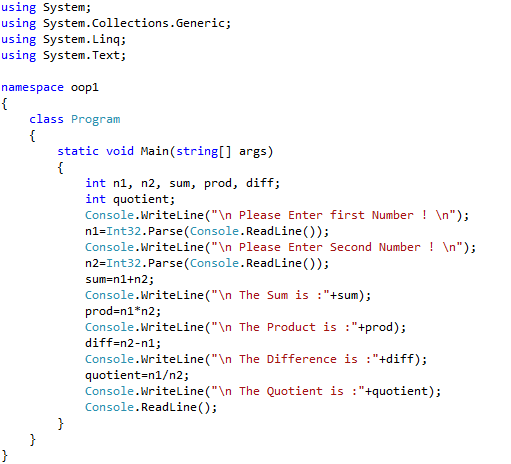 using System;
using System.Collections.Generic;
using System.Linq;
using System.Text;

namespace oop1
{
    class Program
    {
        static void Main(string[] args)
        {
            int n1, n2, sum, prod, diff;
            int quotient;
            Console.WriteLine("\n Please Enter first Number ! \n");
            n1=Int32.Parse(Console.ReadLine());
            Console.WriteLine("\n Please Enter Second Number ! \n");
            n2=Int32.Parse(Console.ReadLine());
            sum=n1+n2;
            Console.WriteLine("\n The Sum is :"+sum);
            prod=n1*n2;
            Console.WriteLine("\n The Product is :"+prod);
            diff=n2-n1;
            Console.WriteLine("\n The Difference is :"+diff);
            quotient=n1/n2;
            Console.WriteLine("\n The Quotient is :"+quotient);
            Console.ReadLine();
        }
    }
}